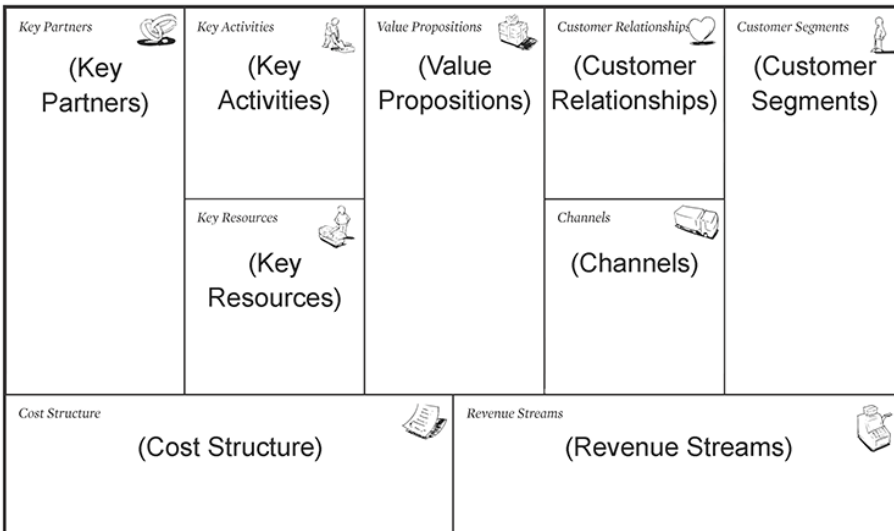 Key Partners
(Key
Partners)
Key Activities
(Key
Activities)
Key Resources
(Key
Resources)
Value Propositions
(Value
Propositions)
Customer Relationships
(Customer
Relationships)
Channels
(Channels)
Customer Segments
(Customer
Segments)
Cost Structure
(Cost Structure)
Revenue Streams
(Revenue Streams)